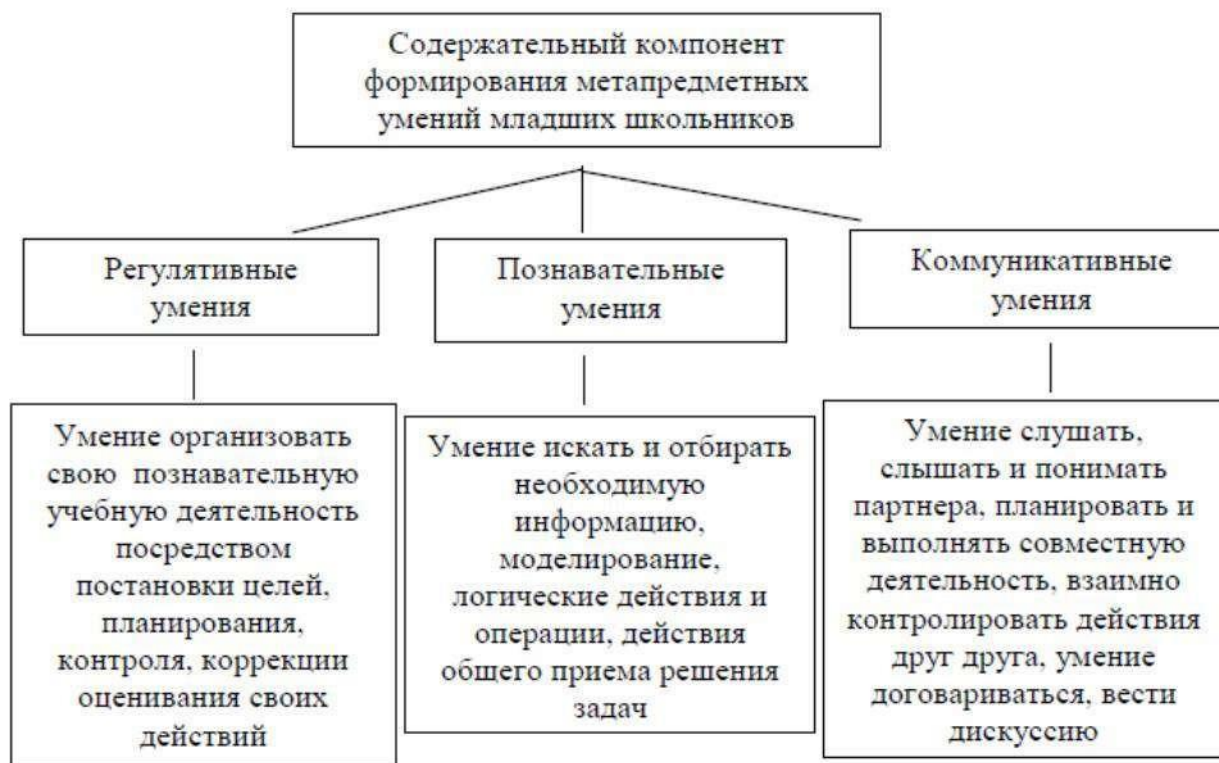 Содержательный компонент
формирования метапредметных
умений младших школьников
Регулятивные
умения
Познавательные
умения
Коммуникативные
умения
Умение организовать
свою познавательную
учебную деятельность
посредством
постановки целей,
планирования,
контроля, коррекции
оценивания своих
действий
Умение искать и отбирать
необходимую
информацию,
моделирование,
логические действия и
операции, действия
общего приема решения
задач
Умение слушать,
слышать и понимать
партнера, планировать и
выполнять совместную
деятельность, взаимно
контролировать действия
друг друга, умение
договариваться, вести
дискуссию